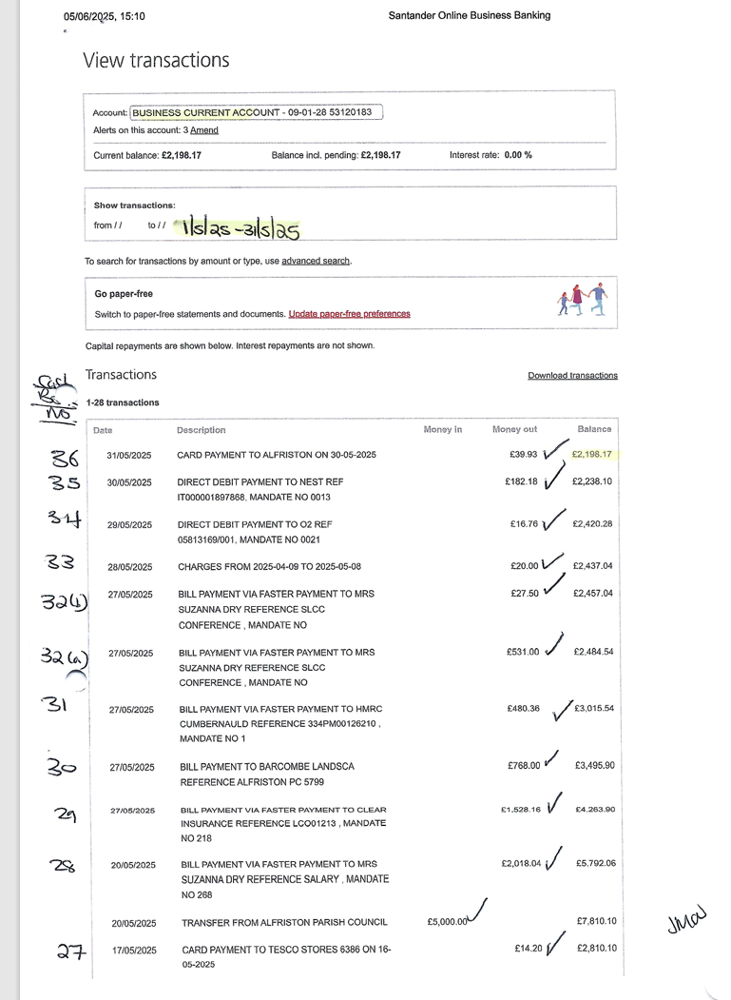 05/06/2025, 15:10 Santander Online Business Banking
View transactions
Account: BUSINESS CURRENT ACCOUNT - 09-01-28 53120183
Alerts on this account: 3 Amend
Current balance: £2,198.17 Balance incl. pending: £2,198.17 Interest rate: 0.00 %
Show transactions:
from / / to / / 1/5/25 - 31/5/25
To search for transactions by amount or type, use advanced search.
Go paper-free
Switch to paper-free statements and documents. Update paper-free preferences
Capital repayments are shown below. Interest repayments are not shown.
Transactions Download transactions
No.
1-28 transactions
Date Description Money in Money out Balance
36 31/05/2025 CARD PAYMENT TO ALFRISTON ON 30-05-2025 £39.93 £2,198.17
35 30/05/2025 DIRECT DEBIT PAYMENT TO NEST REF £182.18 £2,238.10
IT000001897868, MANDATE NO 0013
34 29/05/2025 DIRECT DEBIT PAYMENT TO O2 REF £16.76 £2,420.28
05813169/001, MANDATE NO 0021
33 28/05/2025 CHARGES FROM 2025-04-09 TO 2025-05-08 £20.00 £2,437.04
32(b) 27/05/2025 BILL PAYMENT VIA FASTER PAYMENT TO MRS £27.50 £2,457.04
SUZANNA DRY REFERENCE SLCC
CONFERENCE , MANDATE NO
32(a) 27/05/2025 BILL PAYMENT VIA FASTER PAYMENT TO MRS £531.00 £2,484.54
SUZANNA DRY REFERENCE SLCC
CONFERENCE , MANDATE NO
31 27/05/2025 BILL PAYMENT VIA FASTER PAYMENT TO HMRC £480.36 £3,015.54
CUMBERNAULD REFERENCE 334PM00126210 ,
MANDATE NO 1
30 27/05/2025 BILL PAYMENT TO BARCOMBE LANDSCA £768.00 £3,495.90
REFERENCE ALFRISTON PC 5799
29 27/05/2025 BILL PAYMENT VIA FASTER PAYMENT TO CLEAR £1,528.16 £4,263.90
INSURANCE REFERENCE LCO01213 , MANDATE
NO 218
28 20/05/2025 BILL PAYMENT VIA FASTER PAYMENT TO MRS £2,018.04 £5,792.06
SUZANNA DRY REFERENCE SALARY , MANDATE
NO 268
20/05/2025 TRANSFER FROM ALFRISTON PARISH COUNCIL £5,000.00 £7,810.10
27 17/05/2025 CARD PAYMENT TO TESCO STORES 6386 ON 16- £14.20 £2,810.10
05-2025